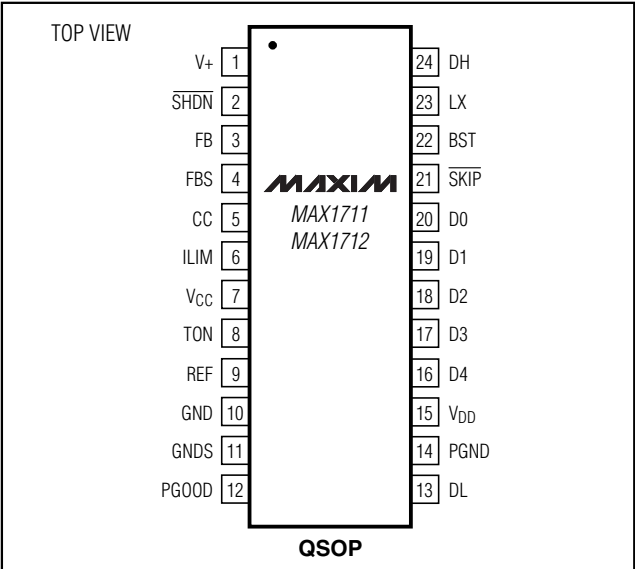 TOP VIEW
V+ 1
SHDN 2
FB 3
FBS 4
CC 5
ILIM 6
VCC 7
TON 8
REF 9
GND 10
GNDS 11
PGOOD 12
MAXIM
MAX1711
MAX1712
24 DH
23 LX
22 BST
21 SKIP
20 D0
19 D1
18 D2
17 D3
16 D4
15 VDD
14 PGND
13 DL
QSOP